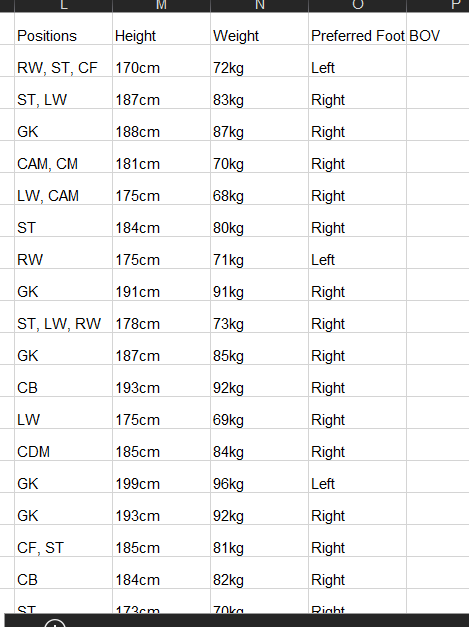 L M N O P
Positions Height Weight Preferred Foot BOV
RW, ST, CF 170cm 72kg Left
ST, LW 187cm 83kg Right
GK 188cm 87kg Right
CAM, CM 181cm 70kg Right
LW, CAM 175cm 68kg Right
ST 184cm 80kg Right
RW 175cm 71kg Left
GK 191cm 91kg Right
ST, LW, RW 178cm 73kg Right
GK 187cm 85kg Right
CB 193cm 92kg Right
LW 175cm 69kg Right
CDM 185cm 84kg Right
GK 199cm 96kg Left
GK 193cm 92kg Right
CF, ST 185cm 81kg Right
CB 184cm 82kg Right
ST 173cm 70kg Right